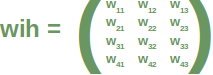 w₁₁ w₁₂ w₁₃
wih = w₂₁ w₂₂ w₂₃
w₃₁ w₃₂ w₃₃
w₄₁ w₄₂ w₄₃